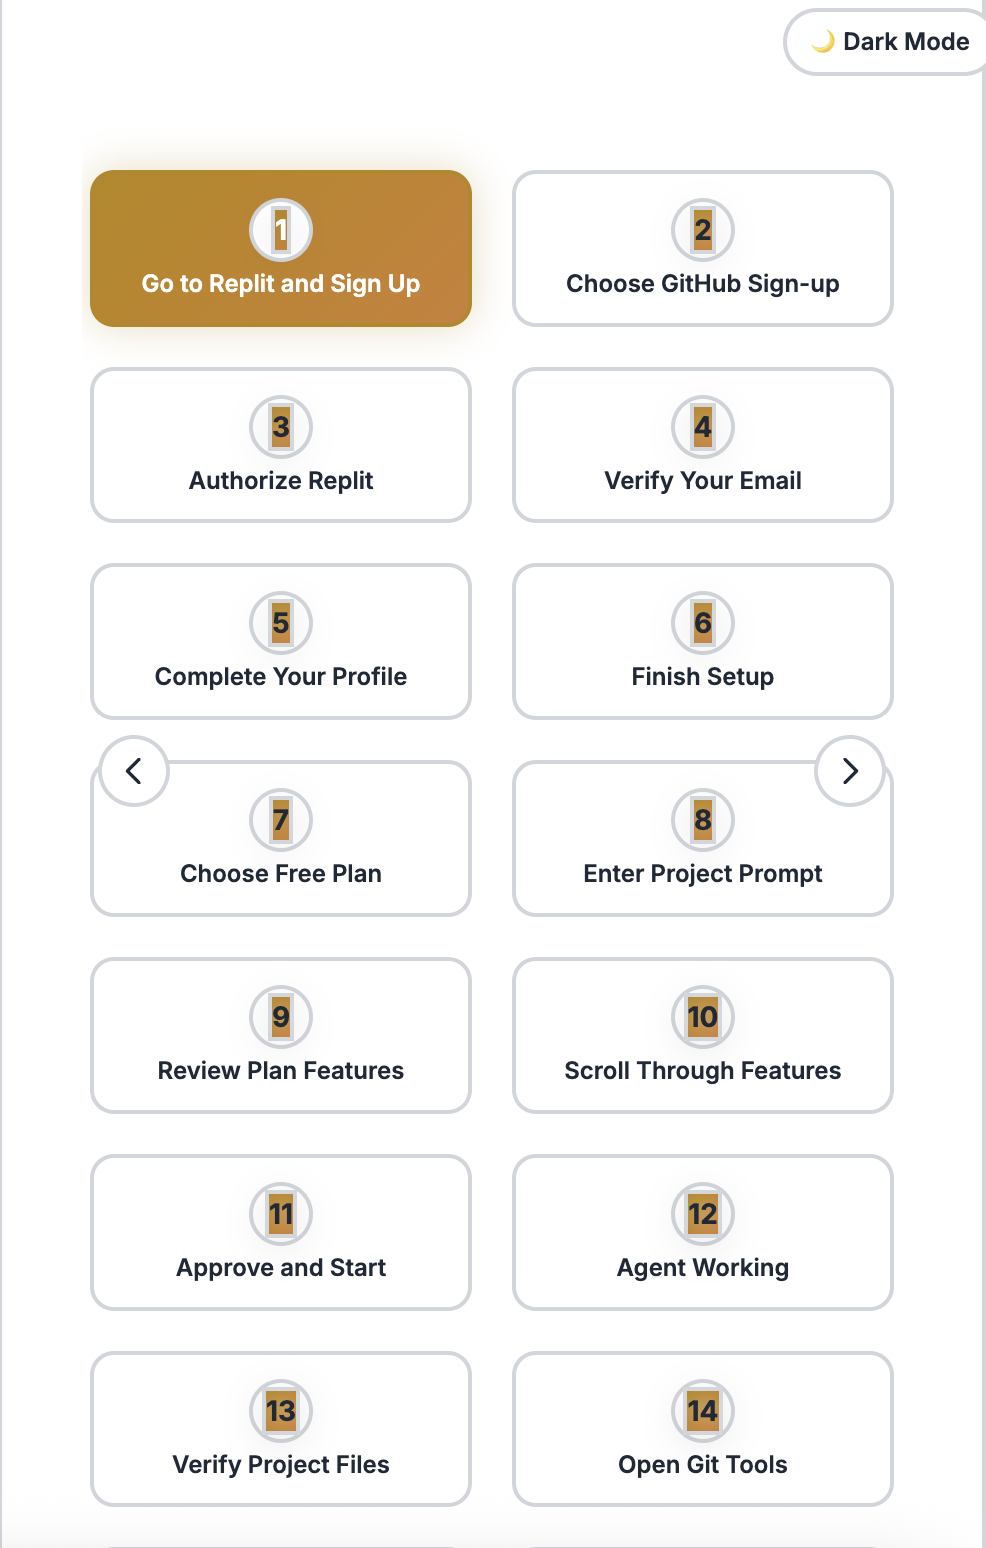 🌙 Dark Mode
1
Go to Replit and Sign Up
2
Choose GitHub Sign-up
3
Authorize Replit
4
Verify Your Email
5
Complete Your Profile
6
Finish Setup
7
Choose Free Plan
8
Enter Project Prompt
9
Review Plan Features
10
Scroll Through Features
11
Approve and Start
12
Agent Working
13
Verify Project Files
14
Open Git Tools